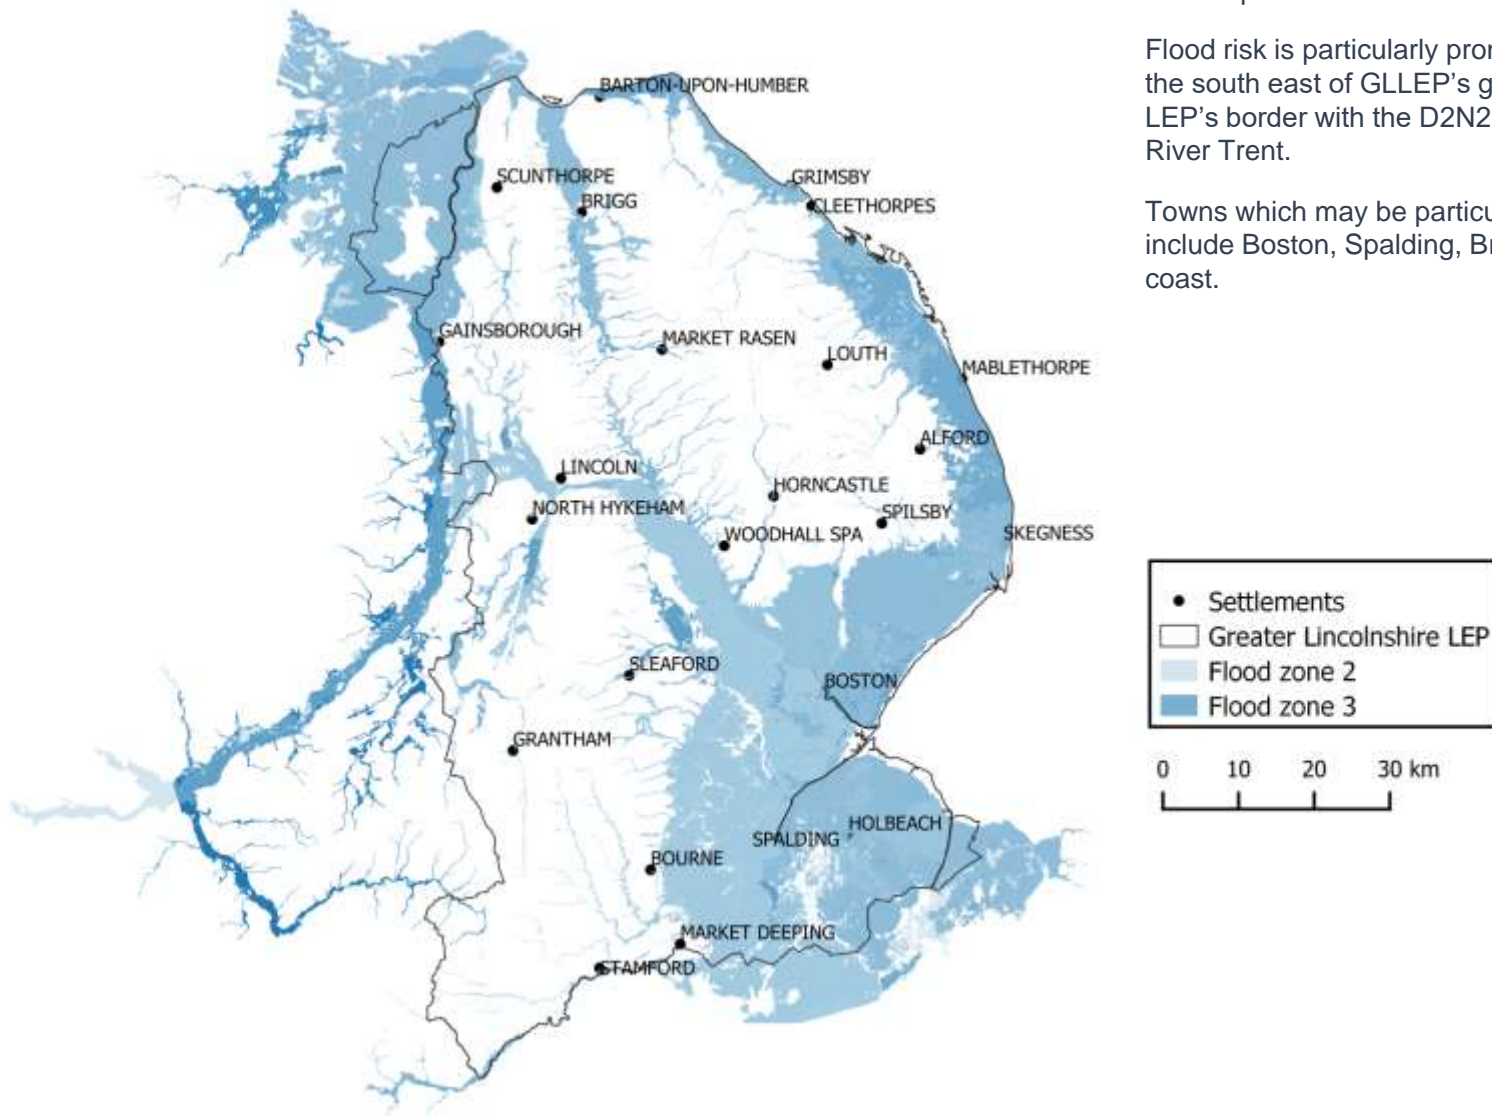 Flood risk is particularly
the south east of GLLEP's
LEP's border with the D2N2
River Trent.
Towns which may be
include Boston, Spalding,
coast.
BARTON-UPON-HUMBER
SCUNTHORPE
GRIMSBY
BRIGG
CLEETHORPES
GAINSBOROUGH
MARKET RASEN
LOUTH
MABLETHORPE
ALFORD
LINCOLN
HORNCASTLE
NORTH HYKEHAM
SPILSBY
WOODHALL SPA
SKEGNESS
SLEAFORD
BOSTON
GRANTHAM
HOLBEACH
SPALDING
BOURNE
MARKET DEEPING
STAMFORD
Settlements
Greater Lincolnshire LEP
Flood zone 2
Flood zone 3
0 10 20 30 km